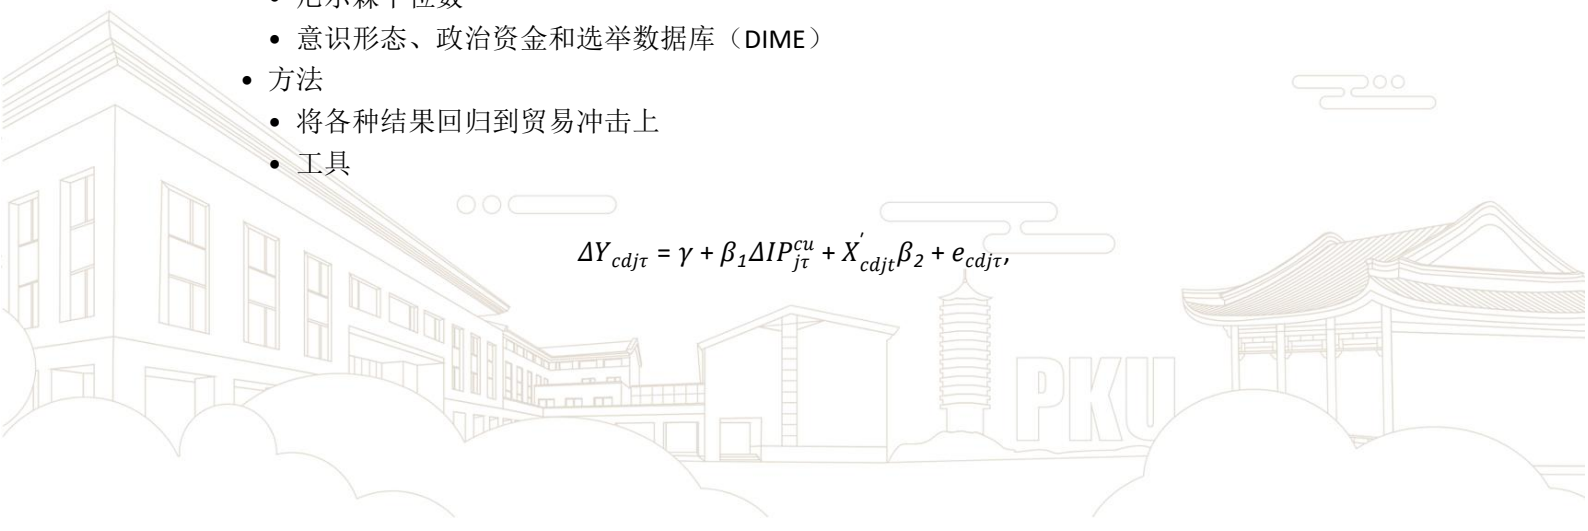 • 意识形态、政治资金和选举数据库（DIME）
• 方法
• 将各种结果回归到贸易冲击上
• 工具
ΔY_{cdjτ} = γ + β_1ΔIP^{cu}_{jτ} + X'_{cdjt}β_2 + e_{cdjτ},
PKU